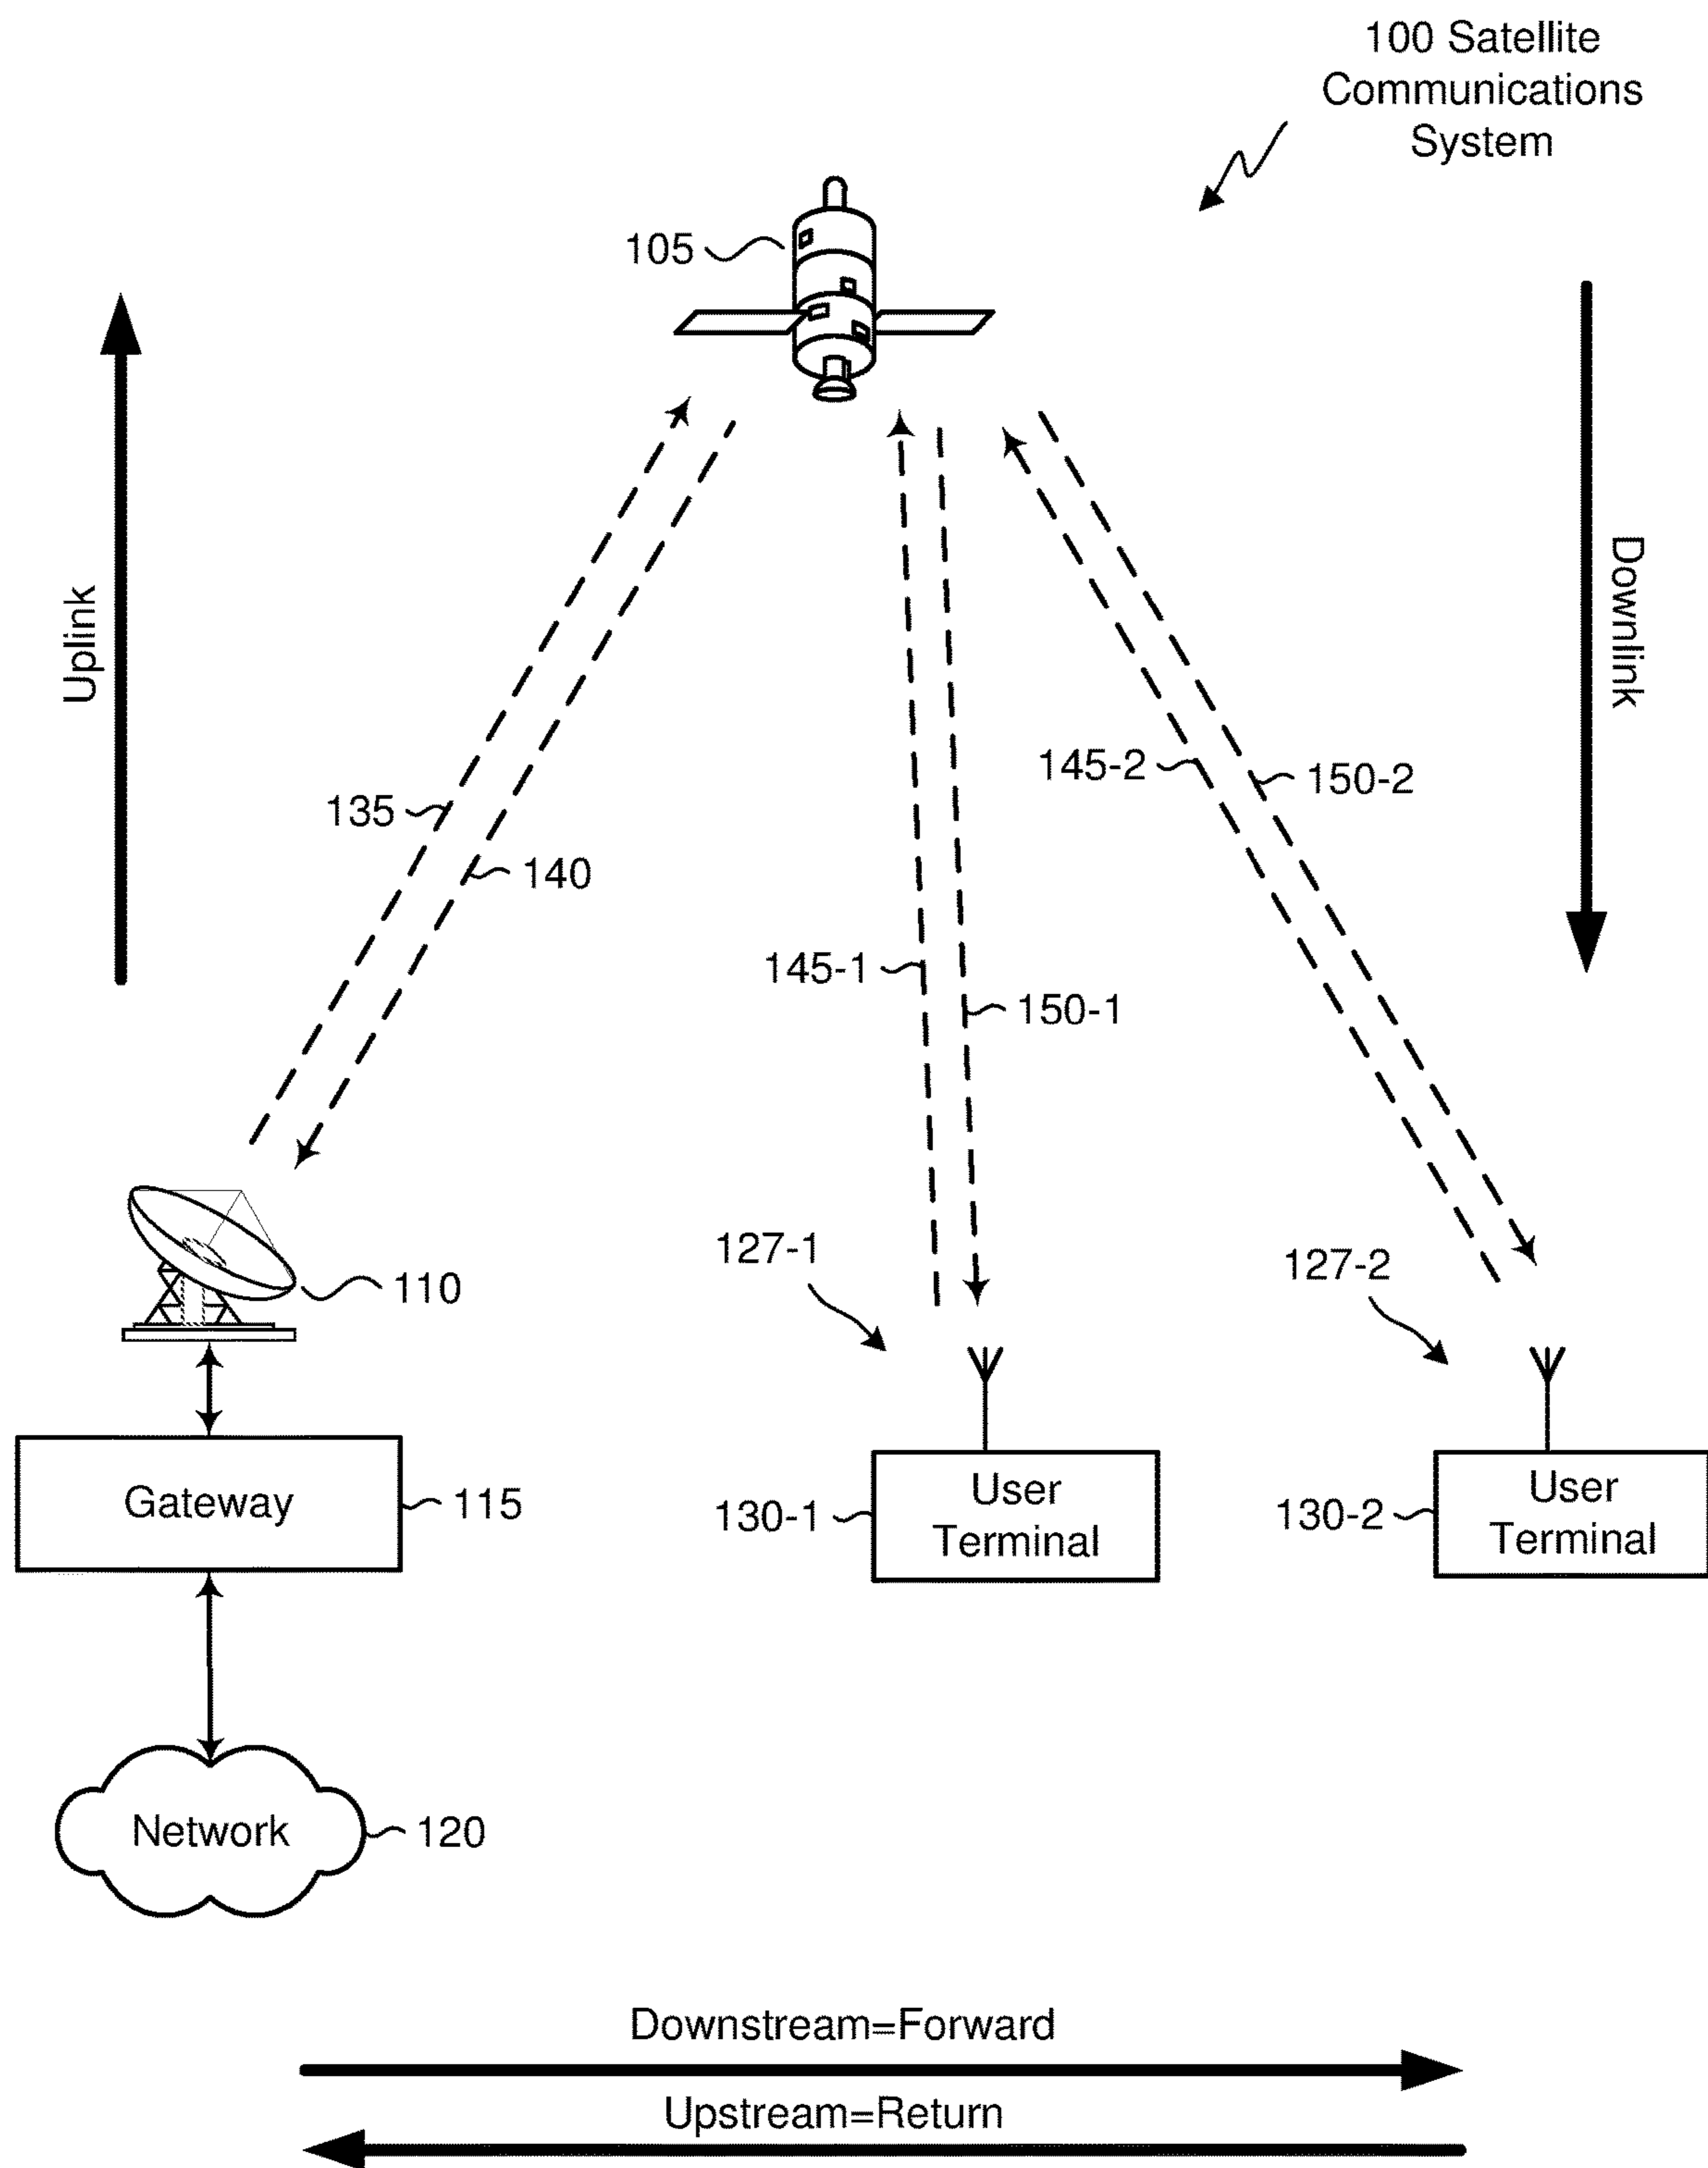 100 Satellite
Communications
System
105
Uplink
Downlink
135
140
145-2
150-2
145-1
150-1
127-1
127-2
110
Gateway
115
130-1
User
Terminal
130-2
User
Terminal
Network
120
Downstream=Forward
Upstream=Return